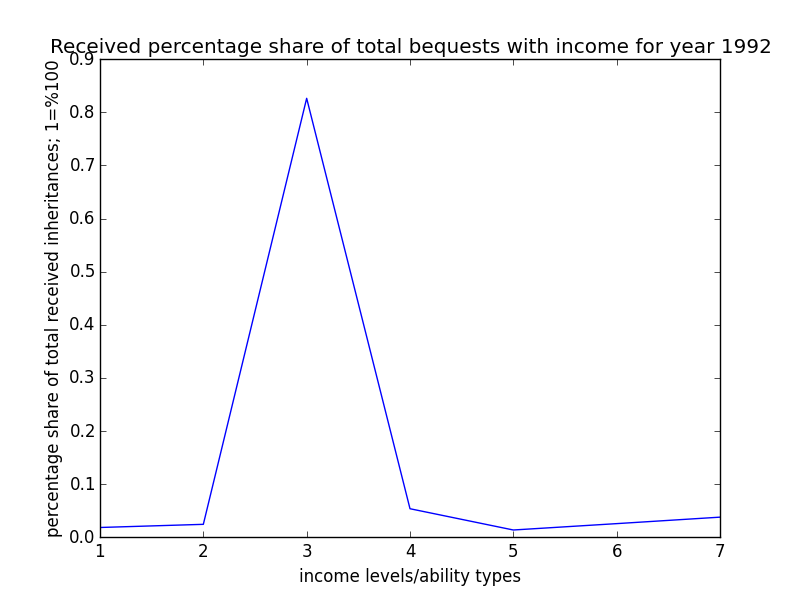 Received percentage share of total bequests with income for year 1992
percentage share of total received inheritances; 1=%100
0.9
0.8
0.7
0.6
0.5
0.4
0.3
0.2
0.1
0.0
1 2 3 4 5 6 7
income levels/ability types